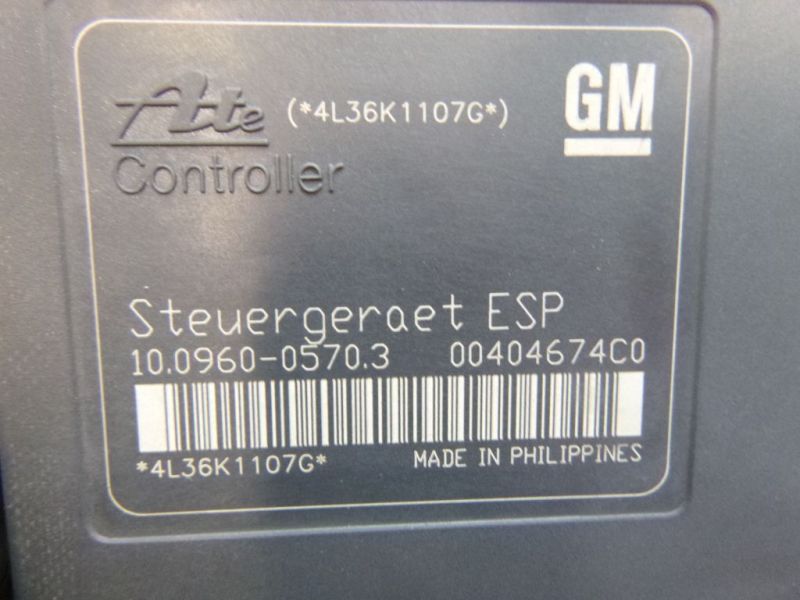 Ate (*4L36K1107G*) GM
Controller
Steuergeraet ESP
10.0960-0570.3 00404674C0
*4L36K1107G* MADE IN PHILIPPINES